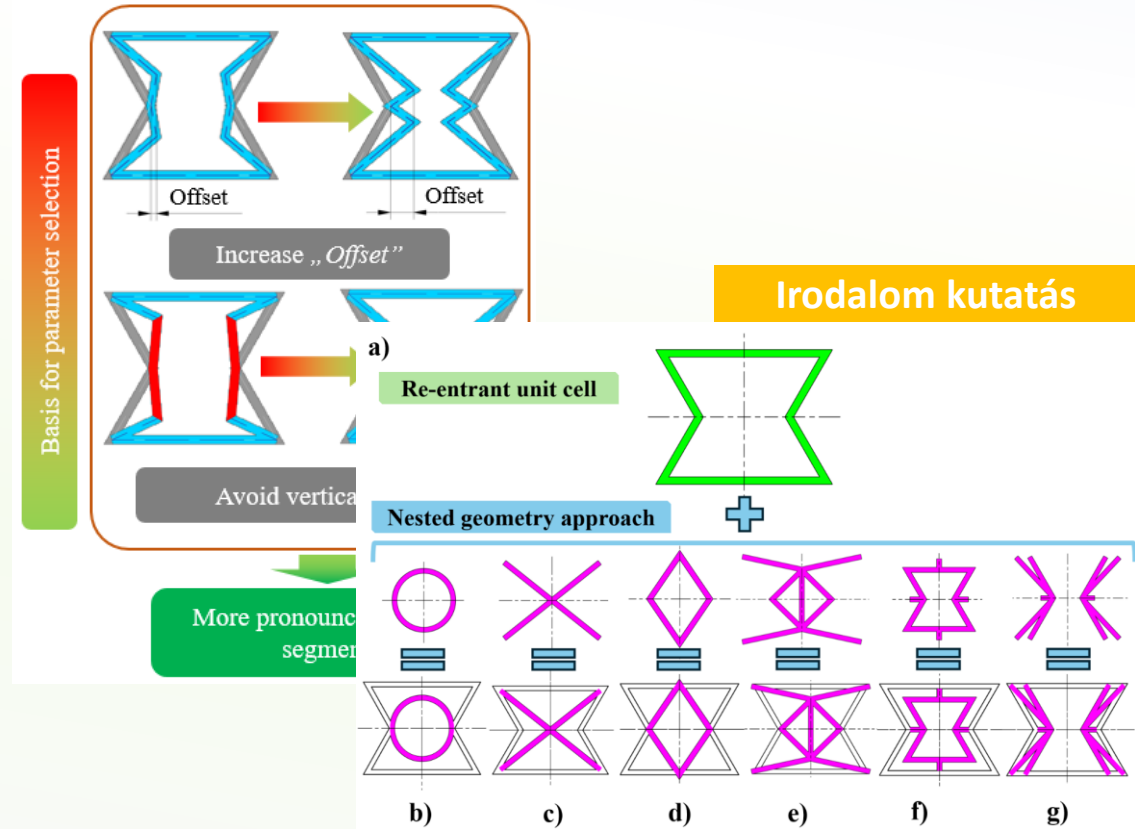 Basis for parameter selection
Offset
Offset
Increase „Offset”
Avoid vertica
More pronounc
segmer
Irodalom kutatás
a)
Re-entrant unit cell
Nested geometry approach
b)
c)
d)
e)
f)
g)